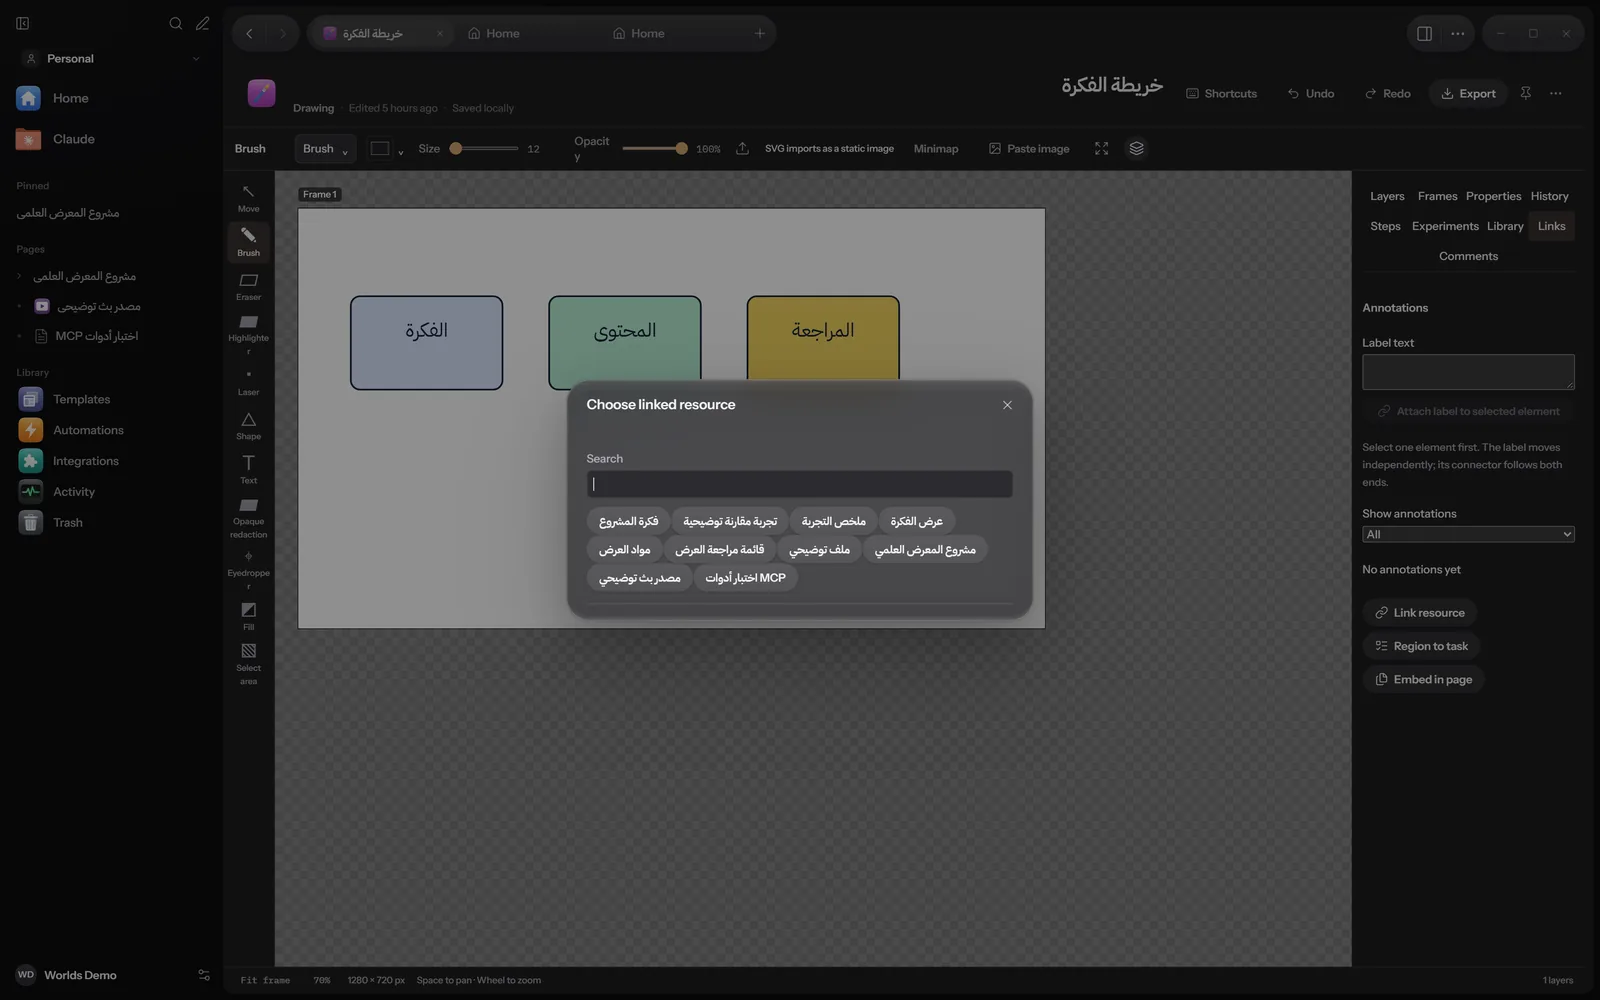 Personal
Home
Claude
Pinned
مشروع المعرض العلمي
Pages
مشروع المعرض العلمي
مصدر بث توضيحي
اختبار أدوات MCP
Library
Templates
Automations
Integrations
Activity
Trash
WD Worlds Demo
خريطة الفكرة
Home
Home
خريطة الفكرة
Drawing · Edited 5 hours ago · Saved locally
Shortcuts
Undo
Redo
Export
Brush
Brush
Size
12
Opacit
y
100%
SVG imports as a static image
Minimap
Paste image
Move
Brush
Eraser
Highlighte
r
Laser
Shape
Text
Opaque
redaction
Eyedroppe
r
Fill
Select
area
Frame 1
الفكرة
المحتوى
المراجعة
Choose linked resource
Search
فكرة المشروع
تجربة مقارنة توضيحية
ملخص التجربة
عرض الفكرة
مواد العرض
قائمة مراجعة العرض
ملف توضيحي
مشروع المعرض العلمي
مصدر بث توضيحي
اختبار أدوات MCP
Layers Frames Properties History
Steps Experiments Library Links
Comments
Annotations
Label text
Attach label to selected element
Select one element first. The label moves
independently; its connector follows both
ends.
Show annotations
All
No annotations yet
Link resource
Region to task
Embed in page
Fit frame
70%
1280 × 720 px
Space to pan · Wheel to zoom
1 layers